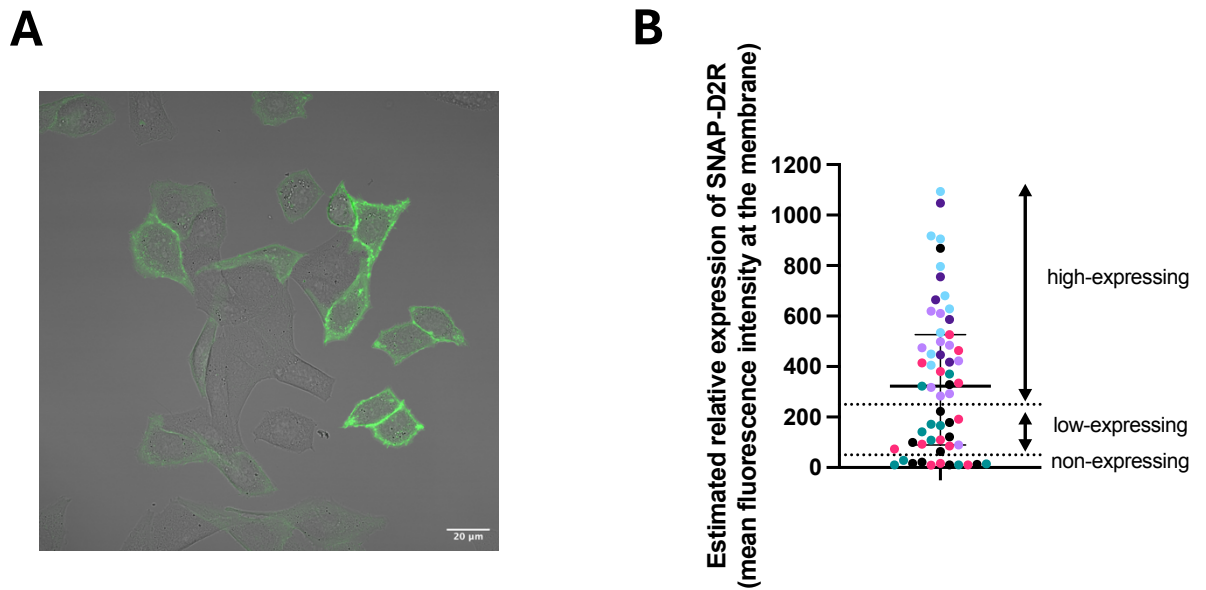 A
B
20 µm
Estimated relative expression of SNAP-D2R
(mean fluorescence intensity at the membrane)
1200
1000
800
600
400
200
0
high-expressing
low-expressing
non-expressing